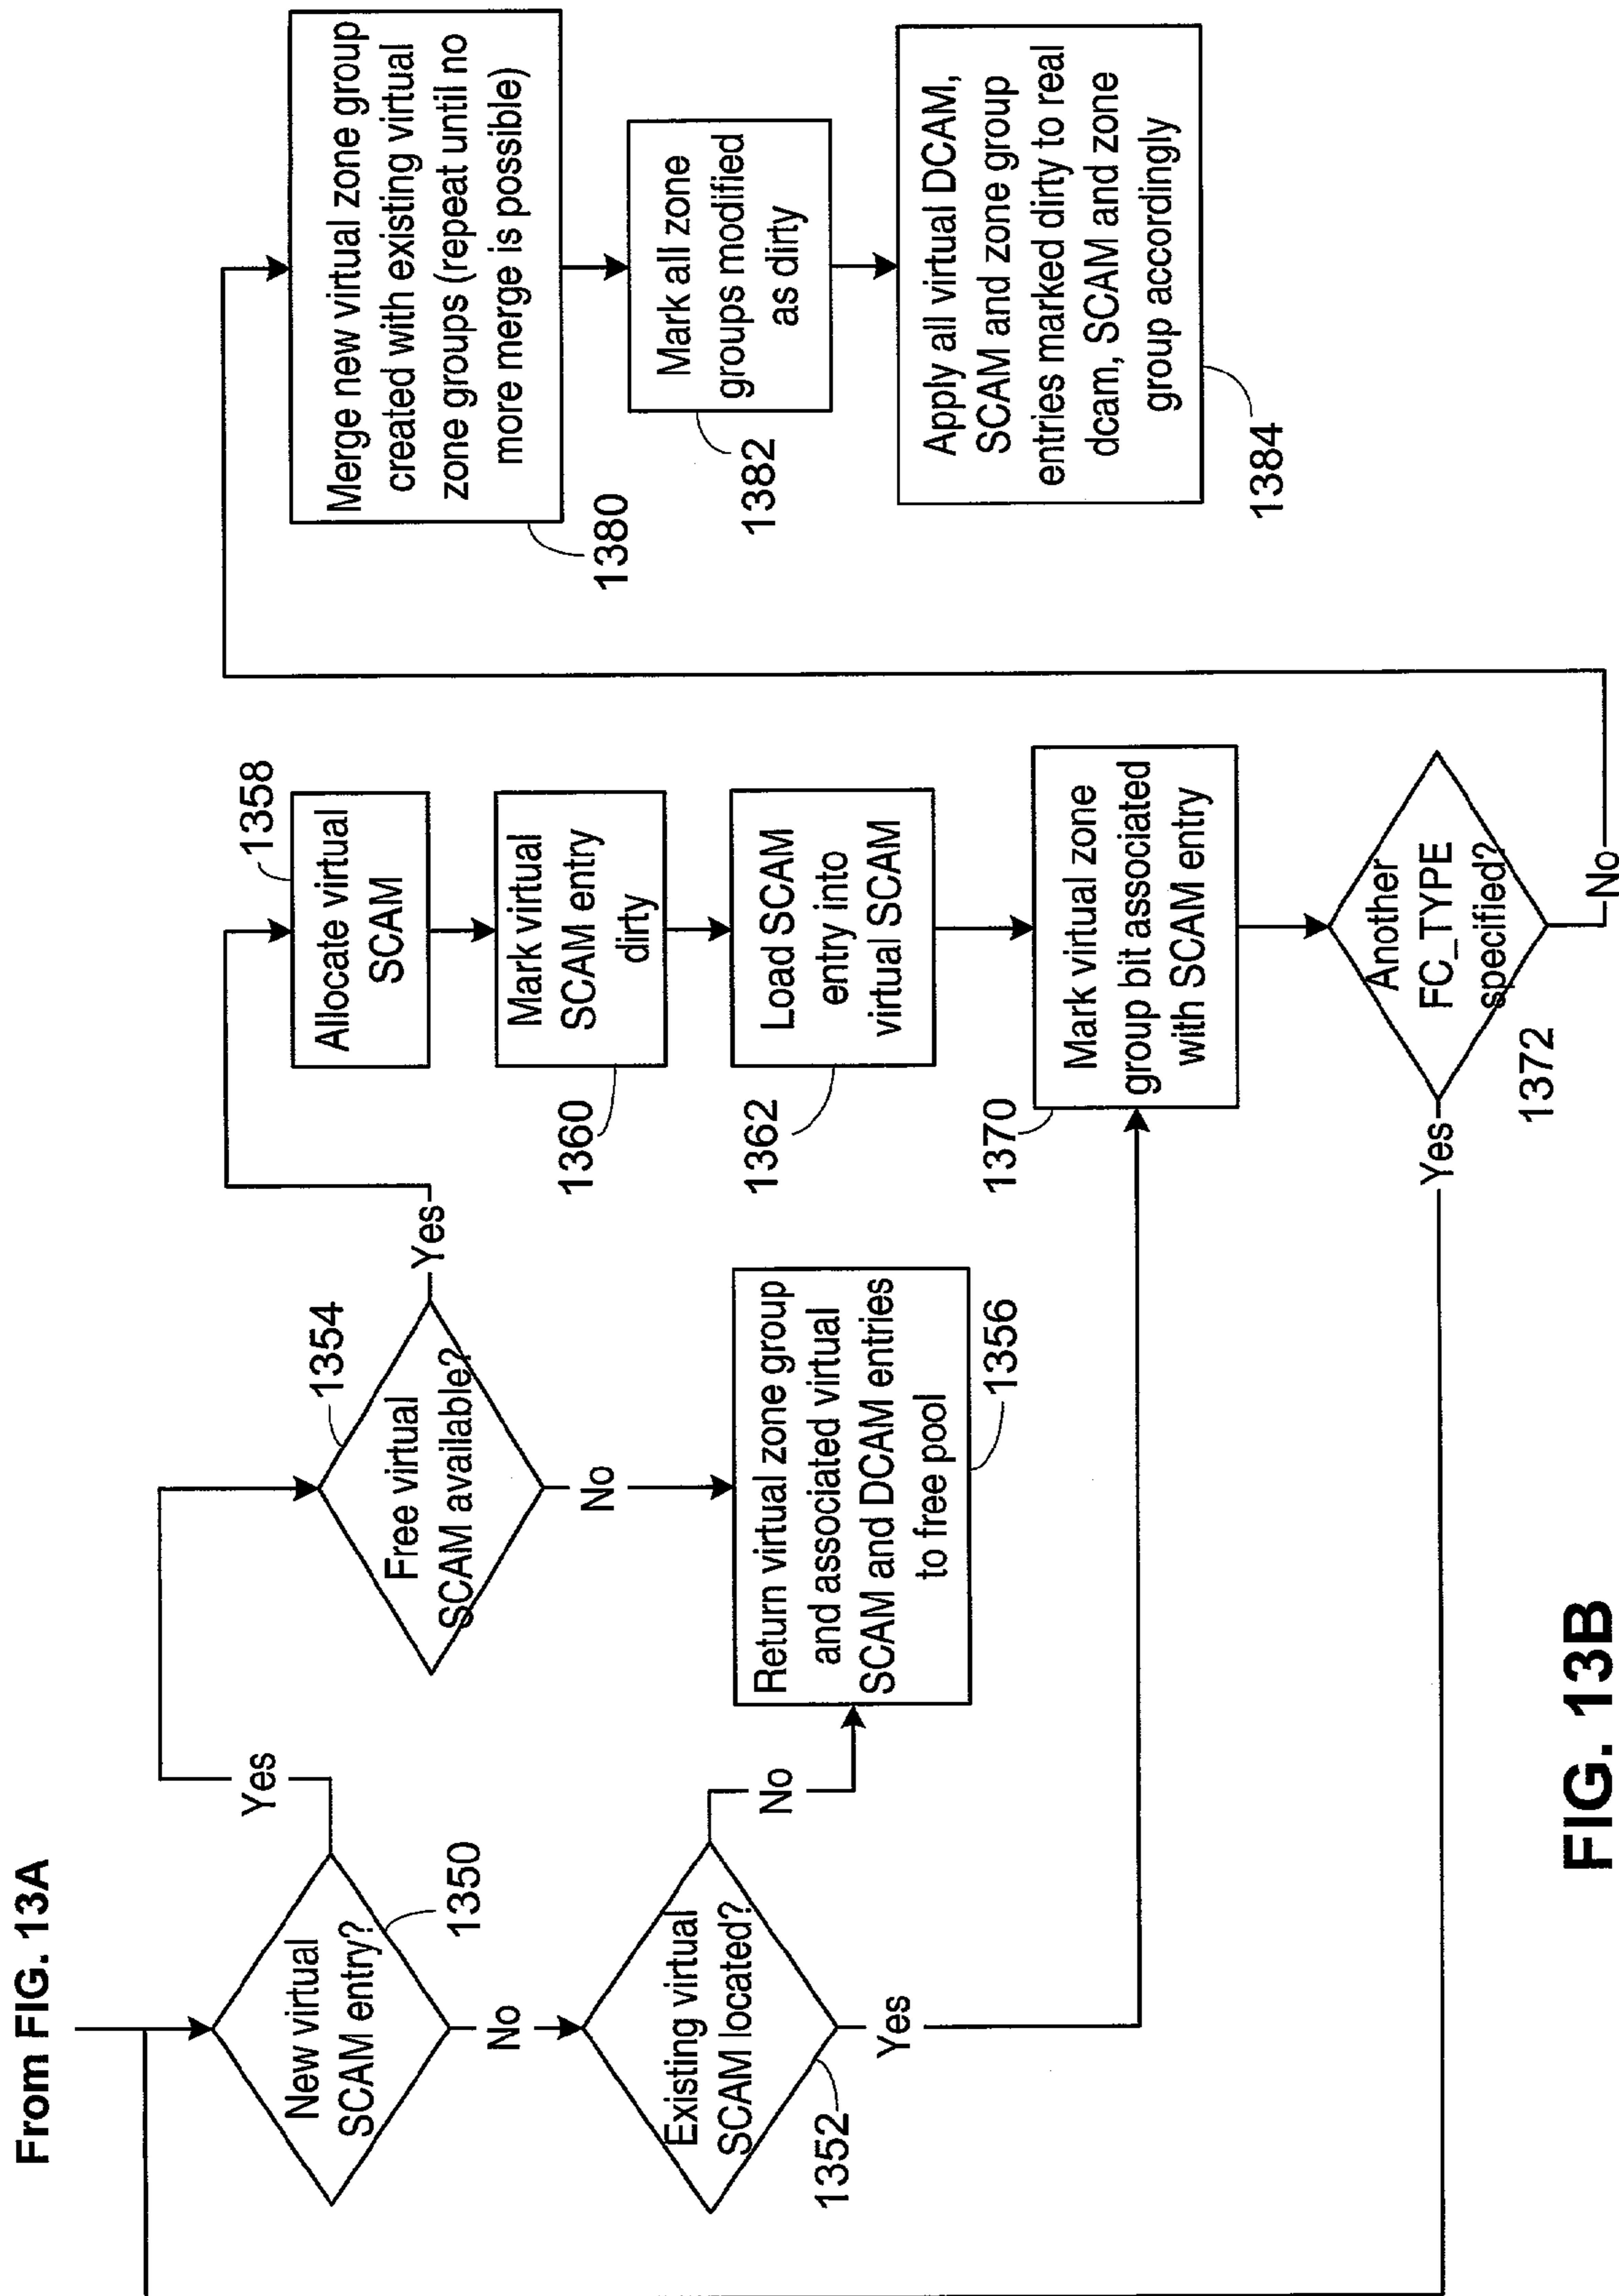 From FIG. 13A
New virtual
SCAM entry?
1350
Yes
No
Existing virtual
SCAM located?
1352
No
Yes
Free virtual
SCAM available?
1354
Yes
No
Return virtual zone group
and associated virtual
SCAM and DCAM entries
to free pool
1356
Allocate virtual
SCAM
1358
Mark virtual
SCAM entry
dirty
1360
Load SCAM
entry into
virtual SCAM
1362
Mark virtual zone
group bit associated
with SCAM entry
1370
Another
FC_TYPE
specified?
1372
Yes
No
Merge new virtual zone group
created with existing virtual
zone groups (repeat until no
more merge is possible)
1380
Mark all zone
groups modified
as dirty
1382
Apply all virtual DCAM,
SCAM and zone group
entries marked dirty to real
dcam, SCAM and zone
group accordingly
1384
FIG. 13B